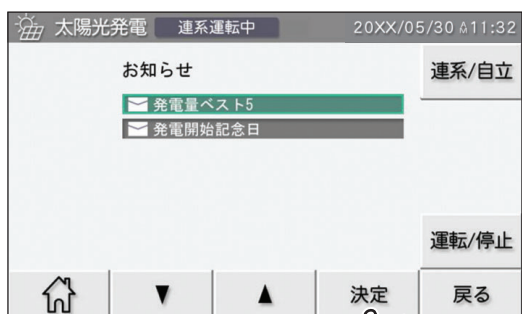 太陽光発電 連系運転中 20XX/05/30 11:32
お知らせ
発電量ベスト5
発電開始記念日
連系/自立
運転/停止
▼ ▲ 決定 戻る